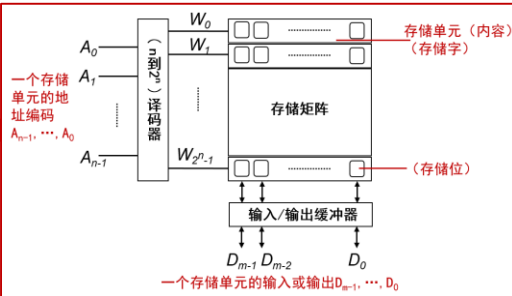 A₀
A₁
Aₙ₋₁
一个存储
单元的地
址编码
Aₙ₋₁, ···, A₀
（n到2ⁿ）译码器
W₀
W₁
W₂ⁿ₋₁
存储矩阵
存储单元（内容）
（存储字）
（存储位）
输入/输出缓冲器
Dₘ₋₁ Dₘ₋₂ D₀
一个存储单元的输入或输出Dₘ₋₁, ···, D₀